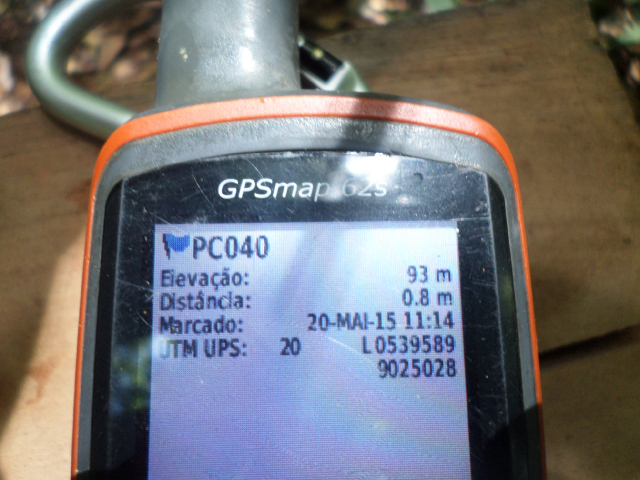 GPSmap 62s
PC040
Elevação: 93 m
Distância: 0.8 m
Marcado: 20-MAI-15 11:14
UTM UPS: 20 L 0539589
9025028